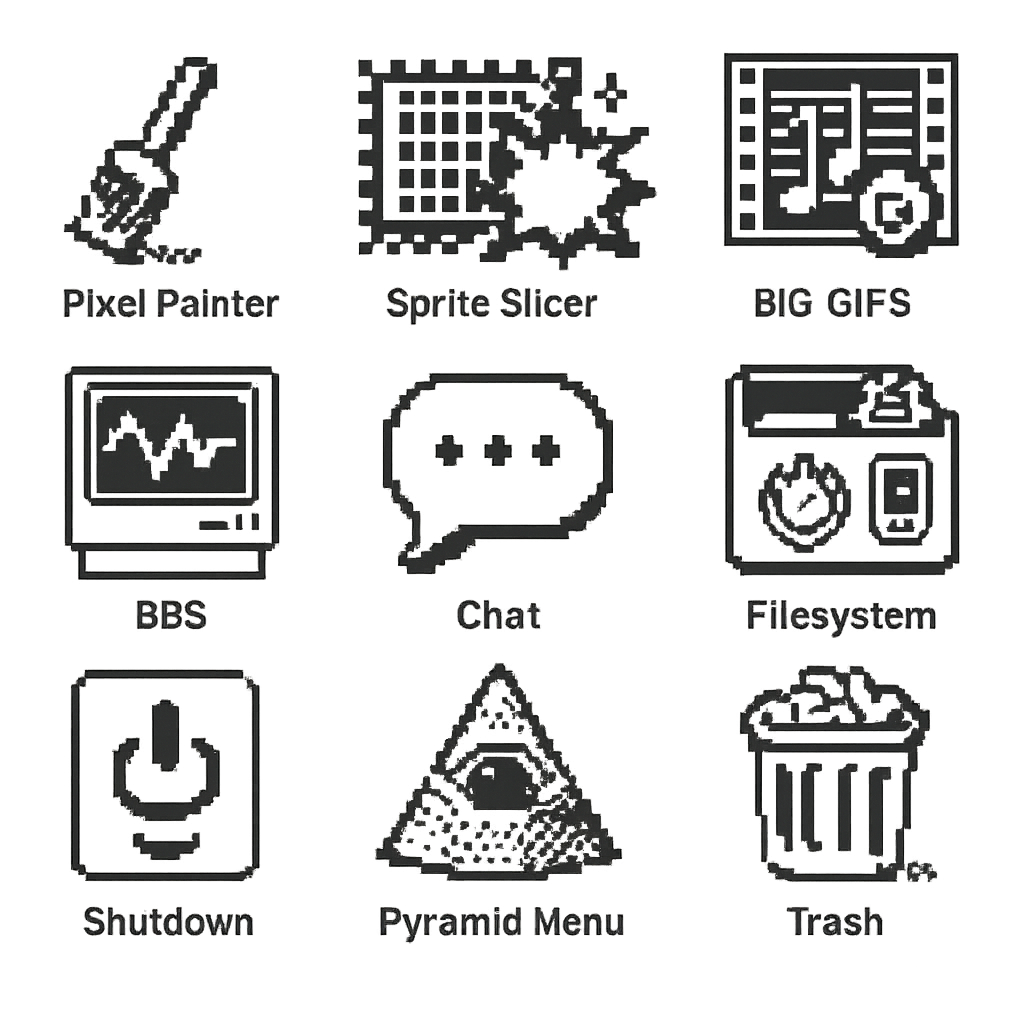 Pixel Painter
Sprite Slicer
BIG GIFS
BBS
Chat
Filesystem
Shutdown
Pyramid Menu
Trash